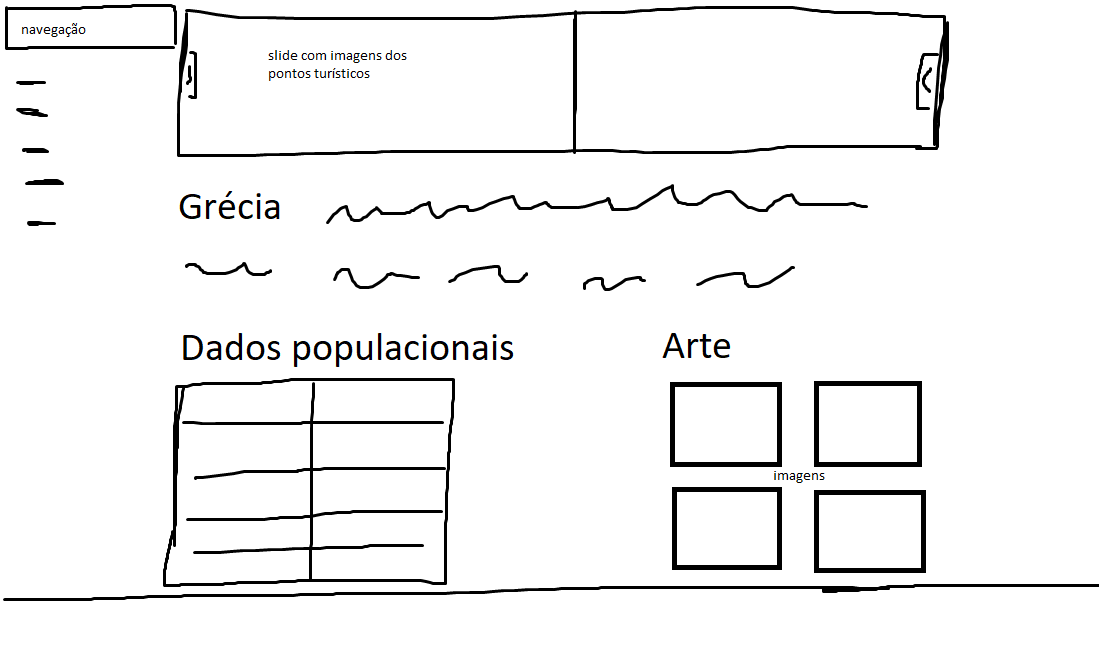 navegação
slide com imagens dos
pontos turísticos
Grécia
Dados populacionais
Arte
imagens